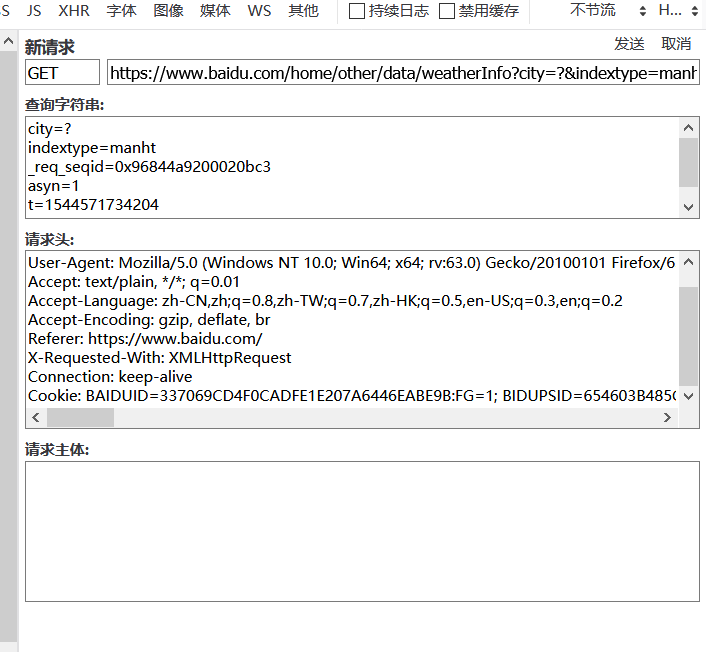 JS XHR 字体 图像 媒体 WS 其他 持续日志 禁用缓存 不节流 H...
新请求 发送 取消
GET https://www.baidu.com/home/other/data/weatherInfo?city=?&indextype=manh
查询字符串:
city=?
indextype=manht
_req_seqid=0x96844a9200020bc3
asyn=1
t=1544571734204
请求头:
User-Agent: Mozilla/5.0 (Windows NT 10.0; Win64; x64; rv:63.0) Gecko/20100101 Firefox/6
Accept: text/plain, */*; q=0.01
Accept-Language: zh-CN,zh;q=0.8,zh-TW;q=0.7,zh-HK;q=0.5,en-US;q=0.3,en;q=0.2
Accept-Encoding: gzip, deflate, br
Referer: https://www.baidu.com/
X-Requested-With: XMLHttpRequest
Connection: keep-alive
Cookie: BAIDUID=337069CD4F0CADFE1E207A6446EABE9B:FG=1; BIDUPSID=654603B485
请求主体: